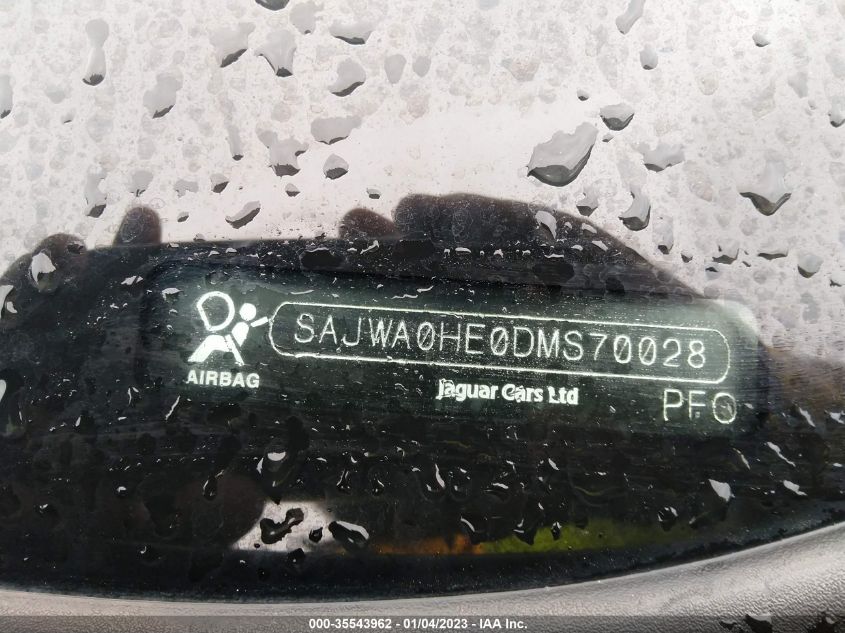 SAJWA0HE0DMS70028
AIRBAG
Jaguar Cars Ltd
PFO
000-35543962 - 01/04/2023 - IAA Inc.